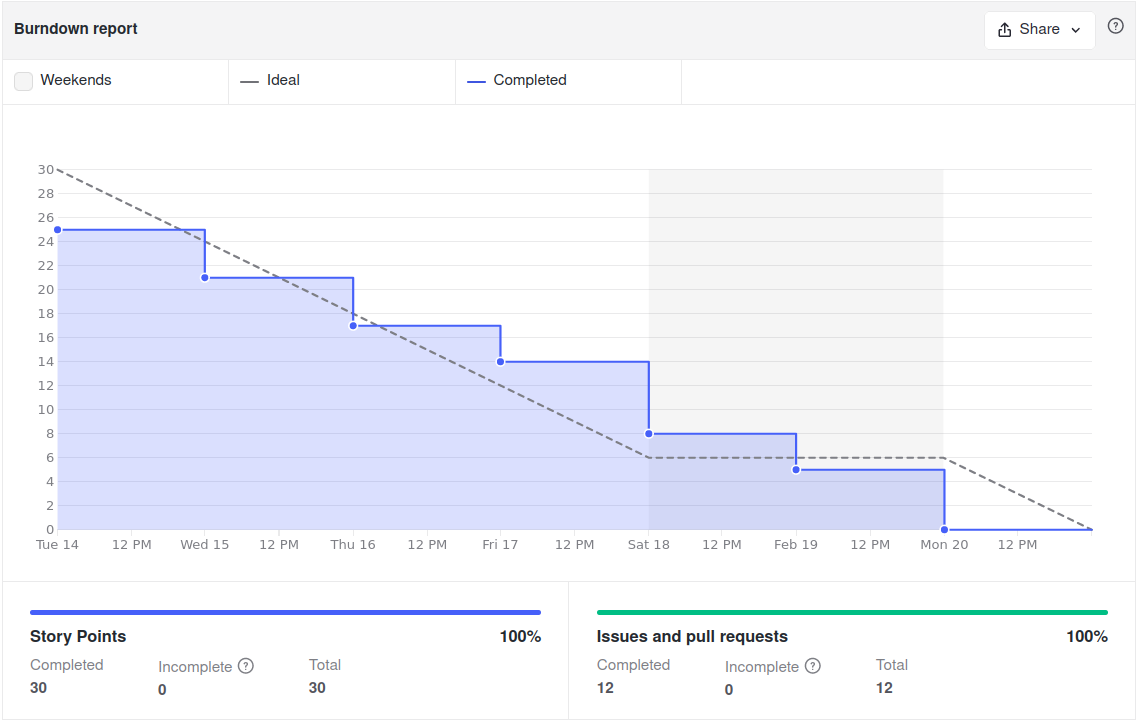 Burndown report
Share
?
Weekends
Ideal
Completed
30
28
26
24
22
20
18
16
14
12
10
8
6
4
2
0
Tue 14 12 PM Wed 15 12 PM Thu 16 12 PM Fri 17 12 PM Sat 18 12 PM Feb 19 12 PM Mon 20 12 PM
Story Points 100%
Completed Incomplete ? Total
30 0 30
Issues and pull requests 100%
Completed Incomplete ? Total
12 0 12